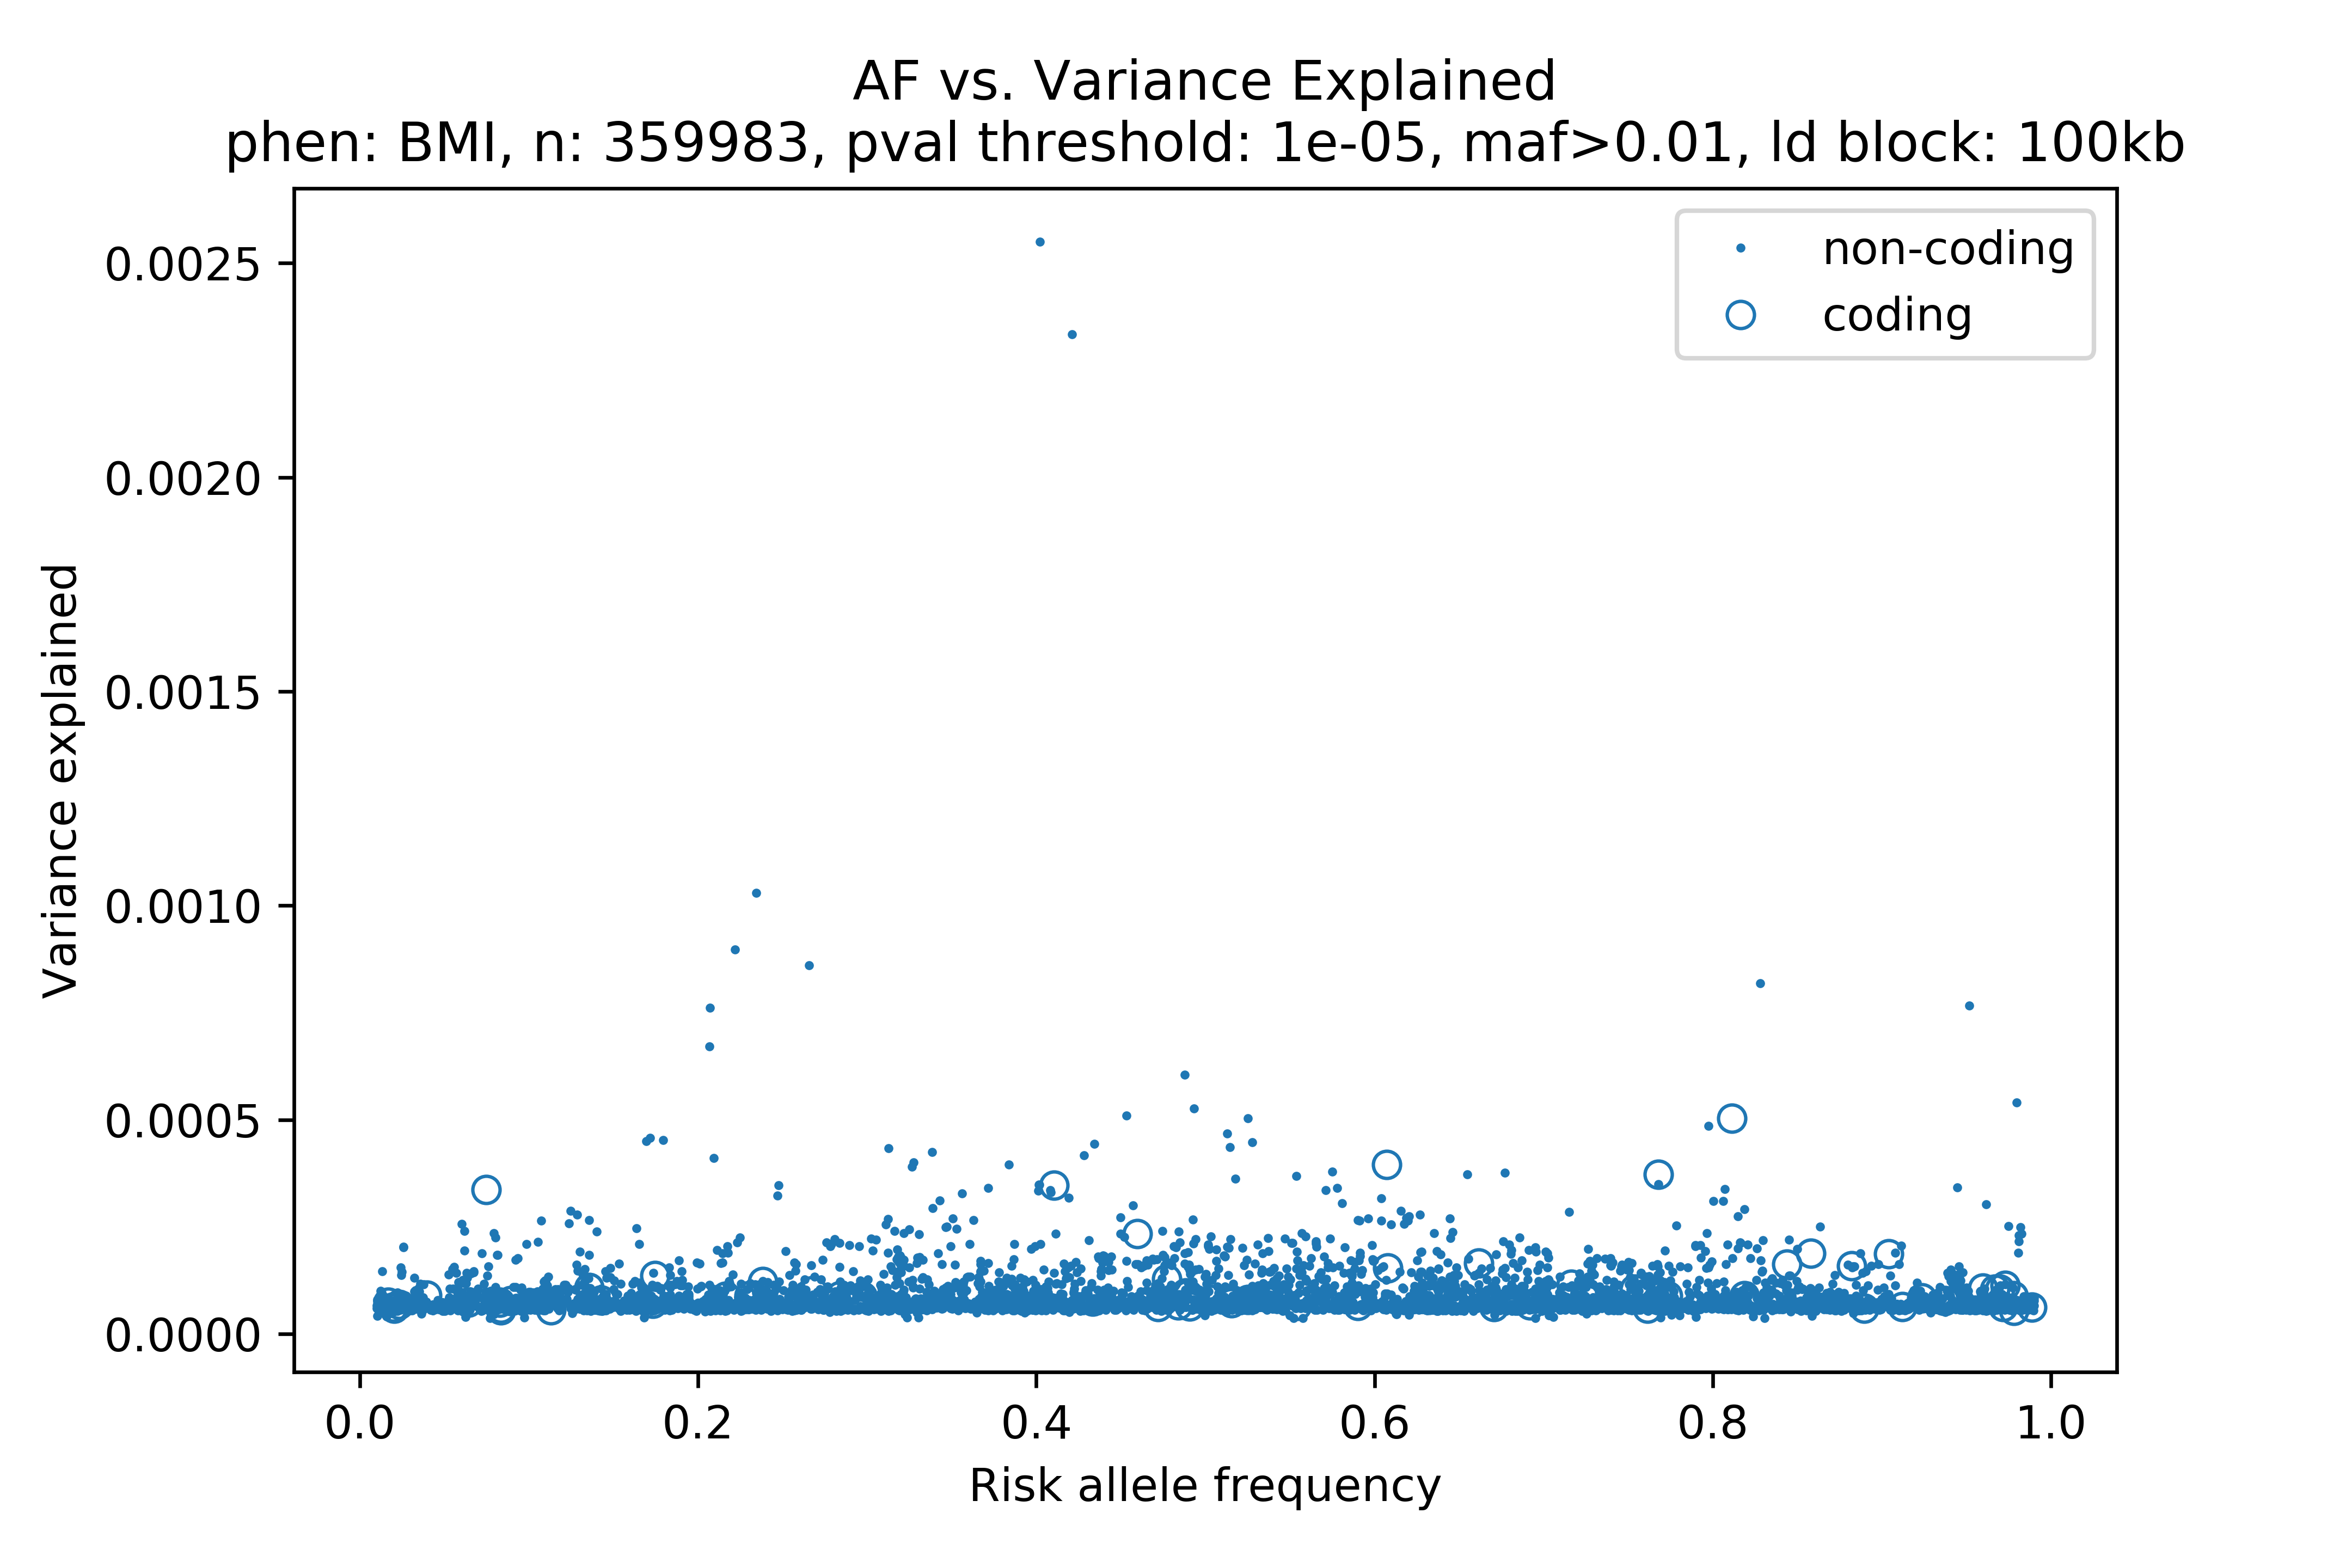 AF vs. Variance Explained
phen: BMI, n: 359983, pval threshold: 1e-05, maf>0.01, ld block: 100kb
non-coding
coding
0.0025
0.0020
0.0015
0.0010
0.0005
0.0000
Variance explained
0.0 0.2 0.4 0.6 0.8 1.0
Risk allele frequency